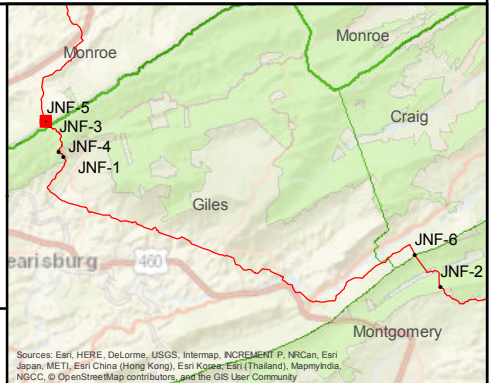 Monroe
Monroe
JNF-5
JNF-3
Craig
JNF-4
JNF-1
Giles
JNF-6
earisburg
460
JNF-2
Montgomery
Sources: Esri, HERE, DeLorme, USGS, Intermap, INCREMENT P, NRCan, Esri
Japan, METI, Esri China (Hong Kong), Esri Korea, Esri (Thailand), MapmyIndia,
NGCC, © OpenStreetMap contributors, and the GIS User Community